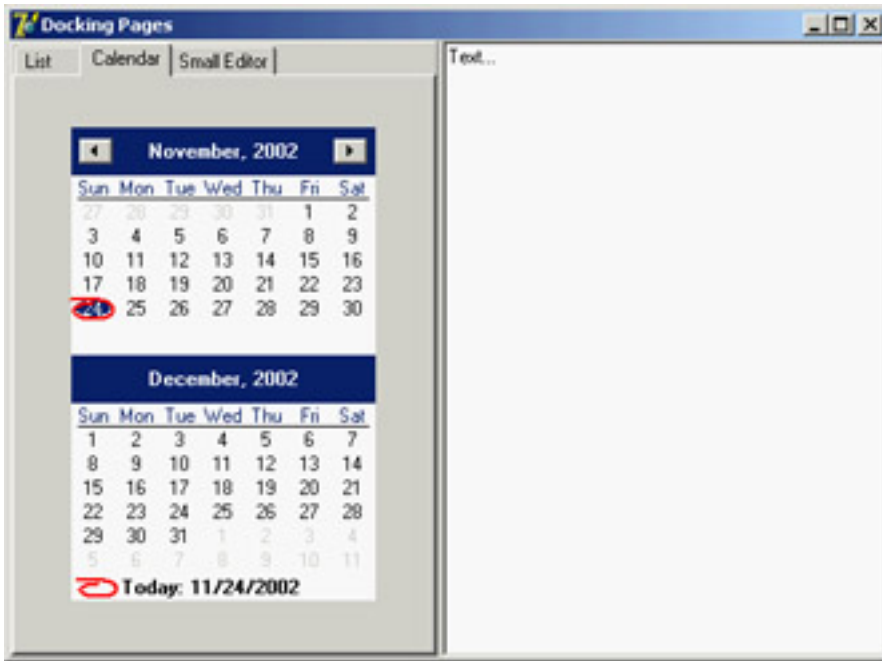 Docking Pages
List Calendar Small Editor
Text...
November, 2002
Sun Mon Tue Wed Thu Fri Sat
27 28 29 30 31 1 2
3 4 5 6 7 8 9
10 11 12 13 14 15 16
17 18 19 20 21 22 23
24 25 26 27 28 29 30
December, 2002
Sun Mon Tue Wed Thu Fri Sat
1 2 3 4 5 6 7
8 9 10 11 12 13 14
15 16 17 18 19 20 21
22 23 24 25 26 27 28
29 30 31 1 2 3 4
5 6 7 8 9 10 11
Today: 11/24/2002